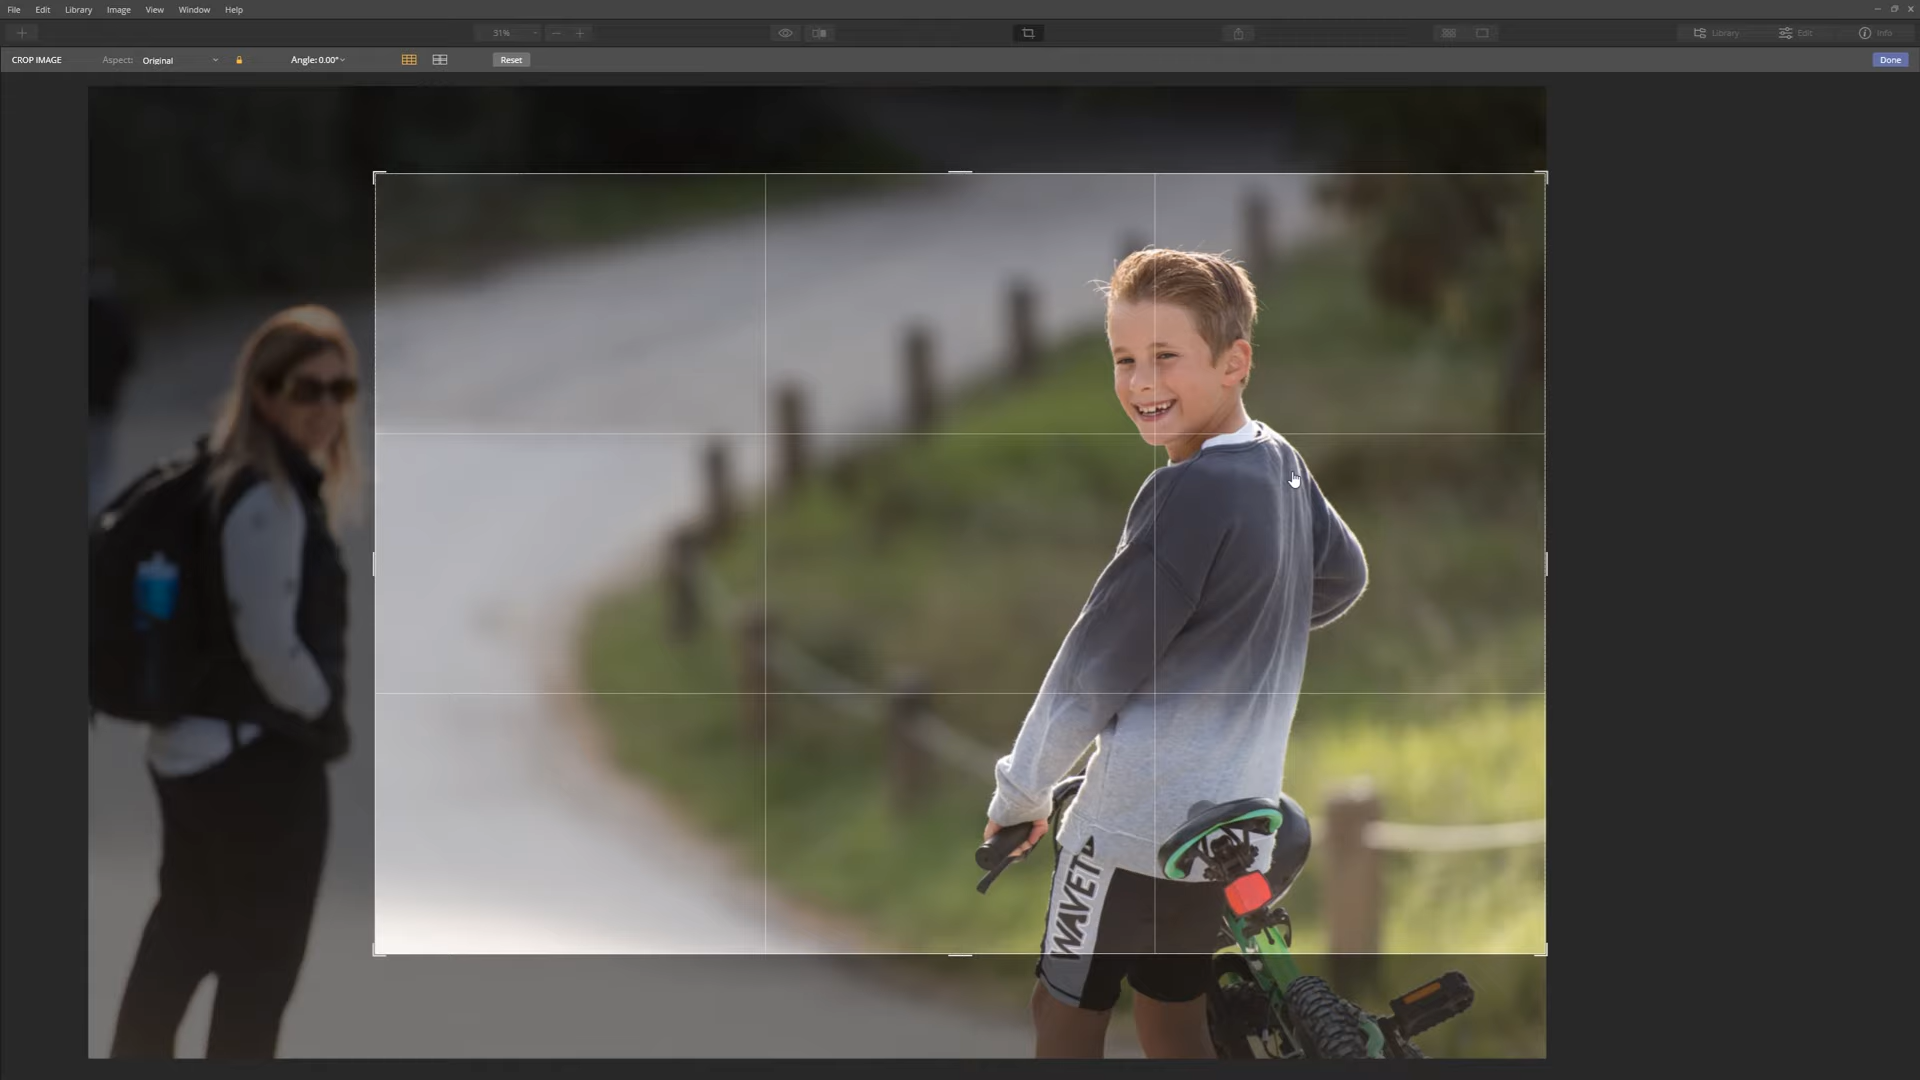 File Edit Library Image View Window Help
31% Library Edit Info
CROP IMAGE Aspect: Original Angle: 0.00° Reset Done
WAVET